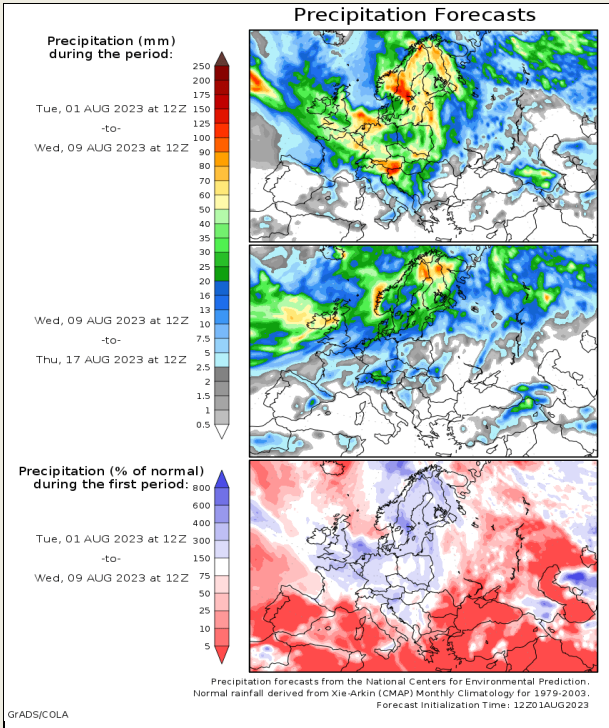 Precipitation Forecasts
Precipitation (mm)
during the period:
Tue, 01 AUG 2023 at 12Z
-to-
Wed, 09 AUG 2023 at 12Z
250
200
175
150
125
100
90
80
70
60
50
40
35
30
25
20
16
13
10
7.5
5
2.5
2
1.5
1
0.5
Wed, 09 AUG 2023 at 12Z
-to-
Thu, 17 AUG 2023 at 12Z
Precipitation (% of normal)
during the first period:
Tue, 01 AUG 2023 at 12Z
-to-
Wed, 09 AUG 2023 at 12Z
800
600
400
300
150
75
50
25
10
5
Precipitation forecasts from the National Centers for Environmental Prediction.
Normal rainfall derived from Xie-Arkin (CMAP) Monthly Climatology for 1979-2003.
Forecast Initialization Time: 12Z01AUG2023
GrADS/COLA